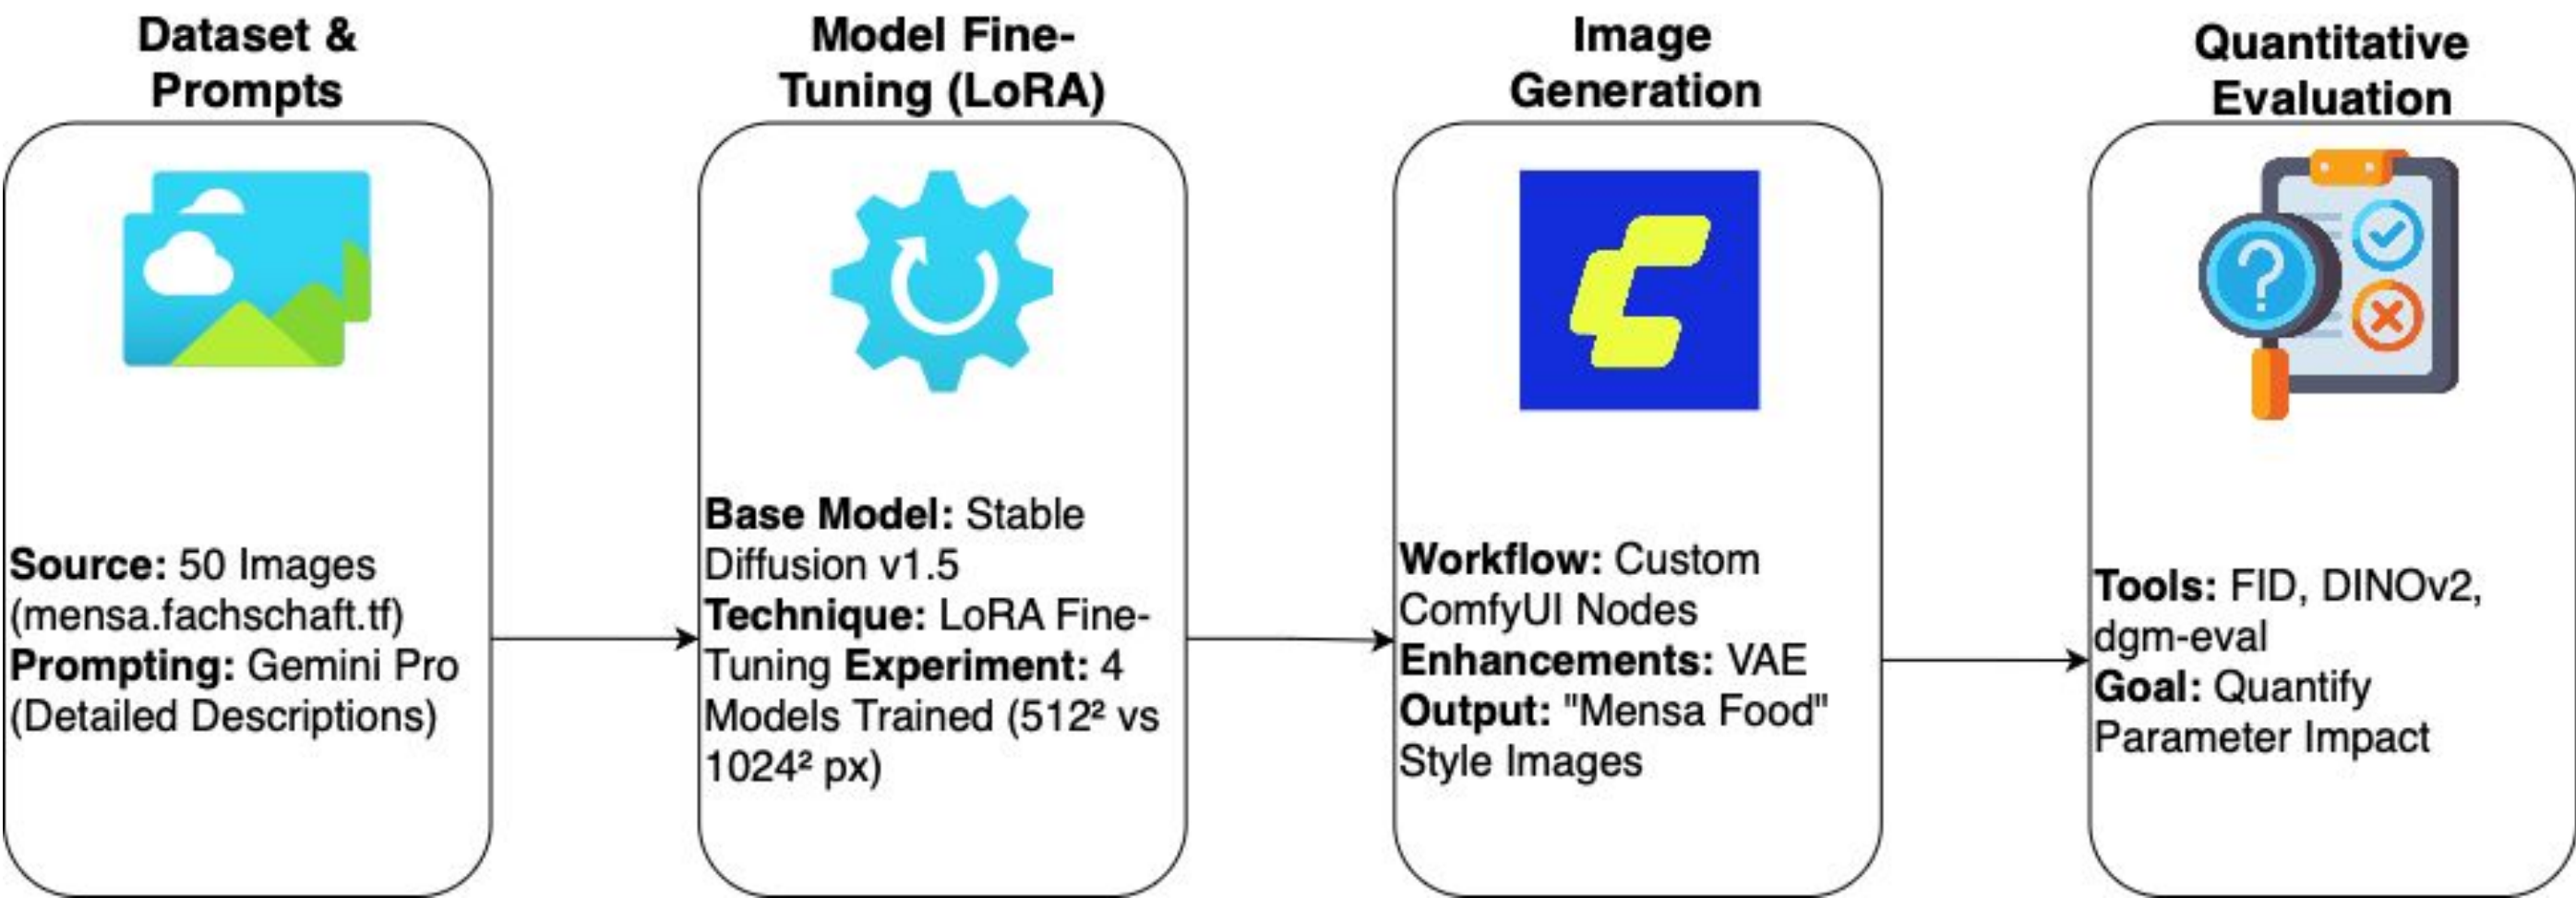 Dataset &
Prompts
Source: 50 Images
(mensa.fachschaft.tf)
Prompting: Gemini Pro
(Detailed Descriptions)
Model Fine-
Tuning (LoRA)
Base Model: Stable
Diffusion v1.5
Technique: LoRA Fine-
Tuning Experiment: 4
Models Trained (512² vs
1024² px)
Image
Generation
Workflow: Custom
ComfyUI Nodes
Enhancements: VAE
Output: "Mensa Food"
Style Images
Quantitative
Evaluation
?
Tools: FID, DINOv2,
dgm-eval
Goal: Quantify
Parameter Impact